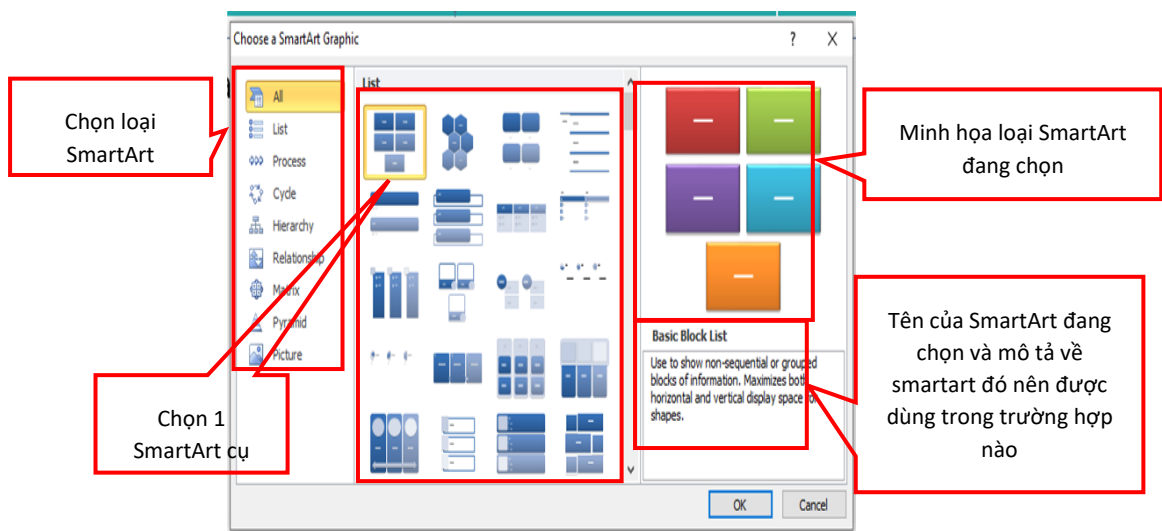 Choose a SmartArt Graphic
?
X
All
List
Process
Cycle
Hierarchy
Relationship
Matrix
Pyramid
Picture
List
Basic Block List
Use to show non-sequential or grouped
blocks of information. Maximizes both
horizontal and vertical display space for
shapes.
OK
Cancel
Chọn loại
SmartArt
Chọn 1
SmartArt cụ
Minh họa loại SmartArt
đang chọn
Tên của SmartArt đang
chọn và mô tả về
smartart đó nên được
dùng trong trường hợp
nào